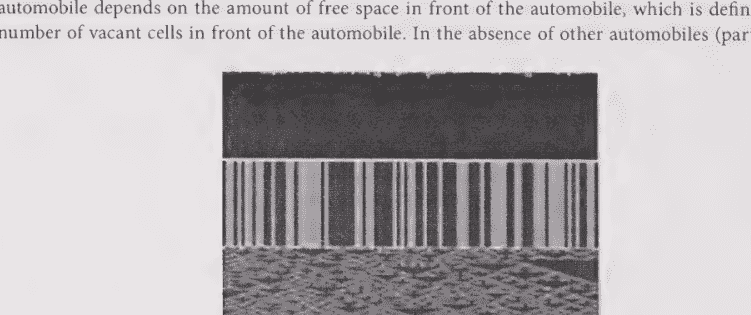 automobile depends on the amount of free space in front of the automobile, which is defin
number of vacant cells in front of the automobile. In the absence of other automobiles (par